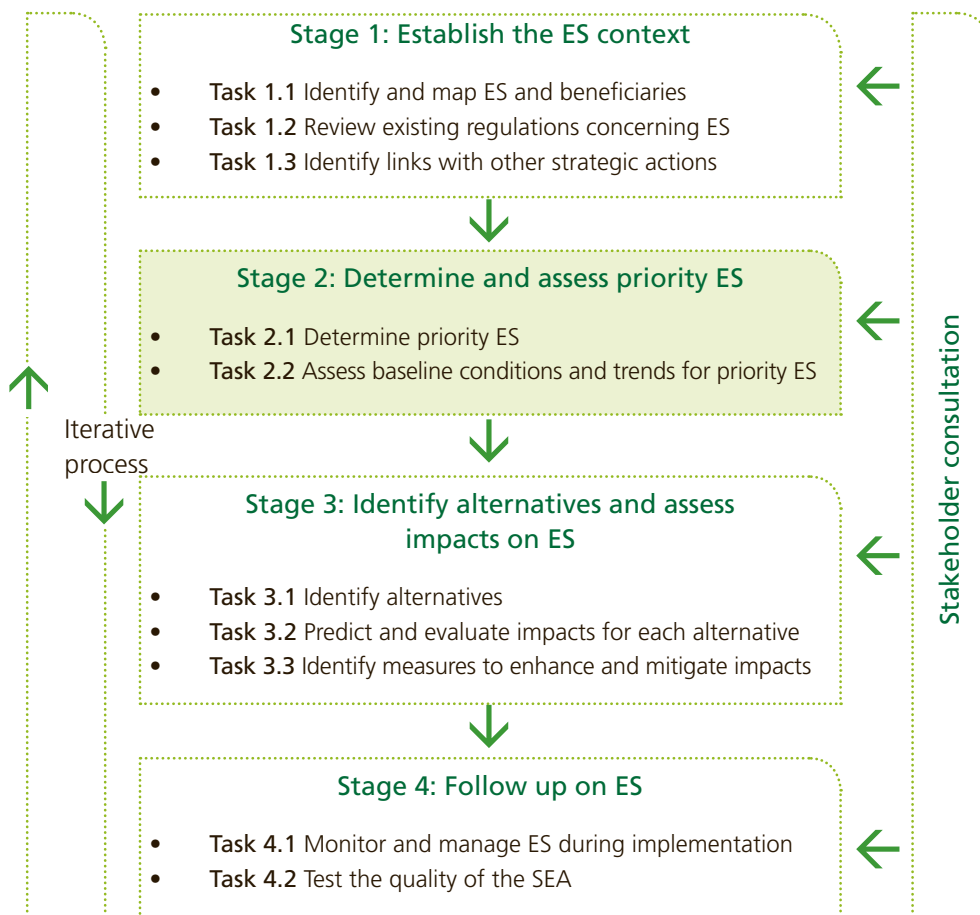 Stage 1: Establish the ES context
• Task 1.1 Identify and map ES and beneficiaries
• Task 1.2 Review existing regulations concerning ES
• Task 1.3 Identify links with other strategic actions
Stage 2: Determine and assess priority ES
• Task 2.1 Determine priority ES
• Task 2.2 Assess baseline conditions and trends for priority ES
Iterative
process
Stage 3: Identify alternatives and assess
impacts on ES
• Task 3.1 Identify alternatives
• Task 3.2 Predict and evaluate impacts for each alternative
• Task 3.3 Identify measures to enhance and mitigate impacts
Stage 4: Follow up on ES
• Task 4.1 Monitor and manage ES during implementation
• Task 4.2 Test the quality of the SEA
Stakeholder consultation